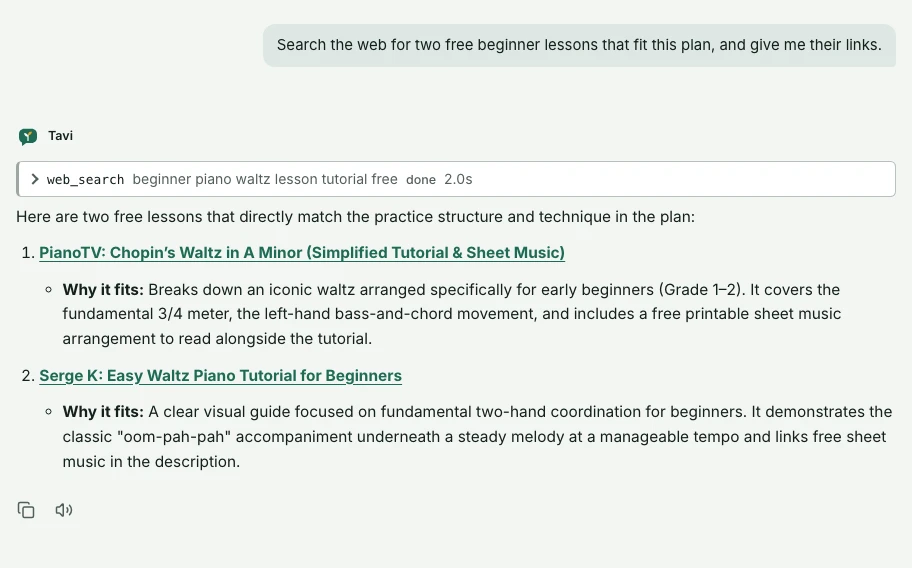 Search the web for two free beginner lessons that fit this plan, and give me their links.
Tavi
web_search beginner piano waltz lesson tutorial free done 2.0s
Here are two free lessons that directly match the practice structure and technique in the plan:
1. PianoTV: Chopin’s Waltz in A Minor (Simplified Tutorial & Sheet Music)
Why it fits: Breaks down an iconic waltz arranged specifically for early beginners (Grade 1–2). It covers the
fundamental 3/4 meter, the left-hand bass-and-chord movement, and includes a free printable sheet music
arrangement to read alongside the tutorial.
2. Serge K: Easy Waltz Piano Tutorial for Beginners
Why it fits: A clear visual guide focused on fundamental two-hand coordination for beginners. It demonstrates the
classic "oom-pah-pah" accompaniment underneath a steady melody at a manageable tempo and links free sheet
music in the description.